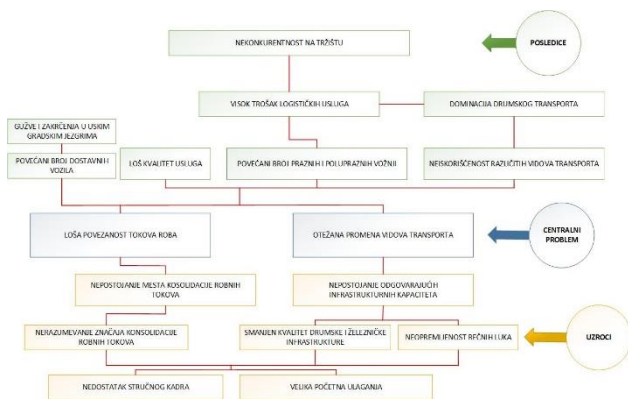 NEKONKURENTNOST NA TRŽIŠTU
POSLEDICE
VISOK TROŠAK LOGISTIČKIH USLUGA
DOMINACIJA DRUMSKOG TRANSPORTA
GUŽVE I ZAKRČENJA U USKIM
GRADSKIM JEZGRIMA
POVEĆANI BROJ DOSTAVNIH
VOZILA
LOŠ KVALITET USLUGA
POVEĆANI BROJ PRAZNIH I POLUPRAZNIH VOŽNJI
NEISKORIŠĆENOST RAZLIČITIH VIDOVA TRANSPORTA
LOŠA POVEZANOST TOKOVA ROBA
OTEŽANA PROMENA VIDOVA TRANSPORTA
CENTRALNI
PROBLEM
NEPOSTOJANJE MESTA KOSOLIDACIJE ROBNIH
TOKOVA
NEPOSTOJANJE ODGOVARAJUĆIH
INFRASTRUKTURNIH KAPACITETA
NERAZUMEVANJE ZNAČAJA KONSOLIDACIJE
ROBNIH TOKOVA
SMANJEN KVALITET DRUMSKE I ŽELEZNIČKE
INFRASTRUKTURE
NEOPREMLJENOST REČNIH LUKA
UZROCI
NEDOSTATAK STRUČNOG KADRA
VELIKA POČETNA ULAGANJA